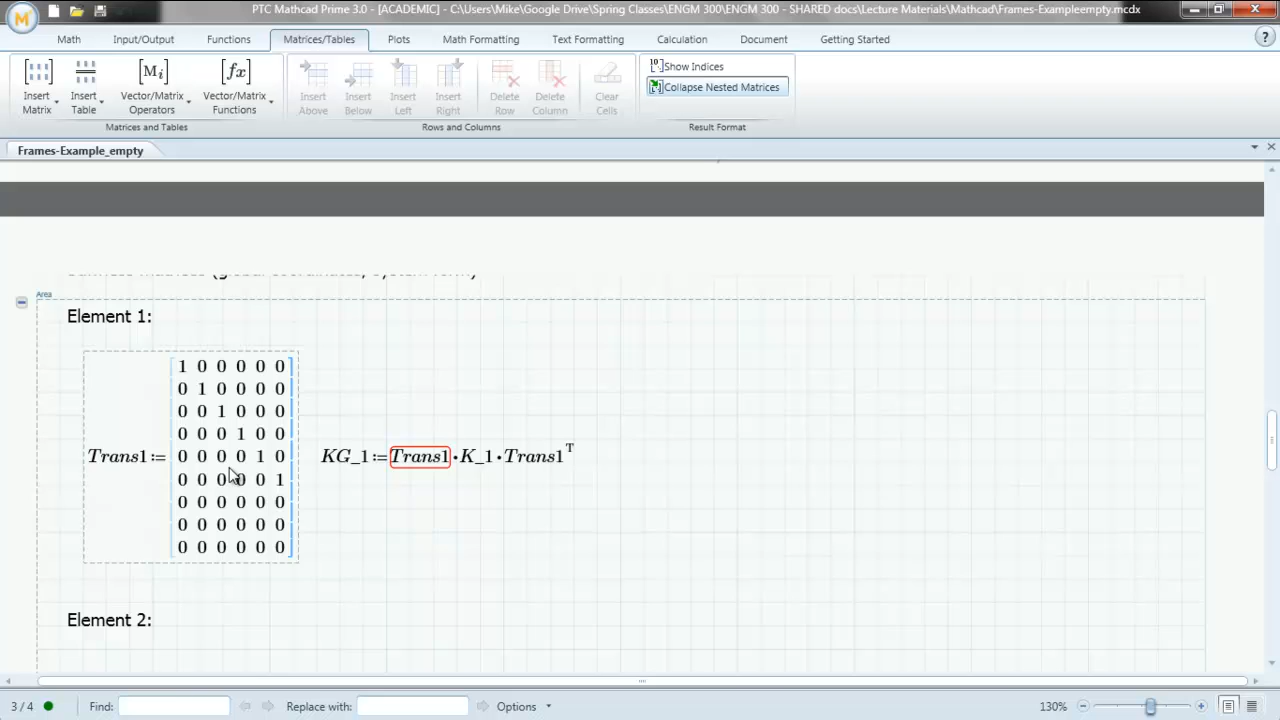 PTC Mathcad Prime 3.0 - [ACADEMIC] - C:\Users\Mike\Google Drive\Spring Classes\ENGM 300\ENGM 300 - SHARED docs\Lecture Materials\Mathcad\Frames-Exampleempty.mcdx
Math Input/Output Functions Matrices/Tables Plots Math Formatting Text Formatting Calculation Document Getting Started
Insert Matrix
Insert Table
Vector/Matrix Operators
Vector/Matrix Functions
Insert Above
Insert Below
Insert Left
Insert Right
Delete Row
Delete Column
Clear Cells
Show Indices
Collapse Nested Matrices
Matrices and Tables Rows and Columns Result Format
Frames-Example_empty
Area
Element 1:
1 0 0 0 0 0
0 1 0 0 0 0
0 0 1 0 0 0
0 0 0 1 0 0
Trans1:= 0 0 0 0 1 0 KG_1:=Trans1·K_1·Trans1ᵀ
0 0 0 0 0 1
0 0 0 0 0 0
0 0 0 0 0 0
0 0 0 0 0 0
Element 2:
3 / 4 Find: Replace with: Options 130%